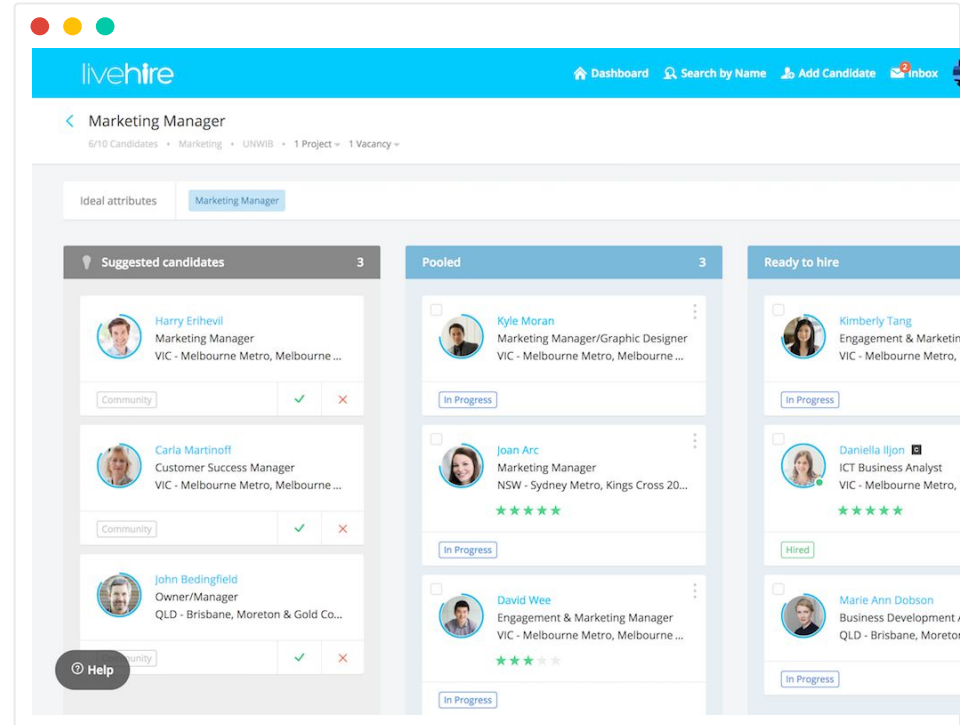 livehire
Dashboard Search by Name Add Candidate 2 Inbox
Marketing Manager
6/10 Candidates • Marketing • UNWIB • 1 Project 1 Vacancy
Ideal attributes Marketing Manager
Suggested candidates 3
Harry Erihevil
Marketing Manager
VIC - Melbourne Metro, Melbourne ...
Community
Carla Martinoff
Customer Success Manager
VIC - Melbourne Metro, Melbourne ...
Community
John Bedingfield
Owner/Manager
QLD - Brisbane, Moreton & Gold Co...
Help
Pooled 3
Kyle Moran
Marketing Manager/Graphic Designer
VIC - Melbourne Metro, Melbourne ...
In Progress
Joan Arc
Marketing Manager
NSW - Sydney Metro, Kings Cross 20...
In Progress
David Wee
Engagement & Marketing Manager
VIC - Melbourne Metro, Melbourne ...
In Progress
Ready to hire
Kimberly Tang
Engagement & Marketin
VIC - Melbourne Metro,
In Progress
Daniella Iljon
ICT Business Analyst
VIC - Melbourne Metro,
Hired
Marie Ann Dobson
Business Development A
QLD - Brisbane, Moreton
In Progress